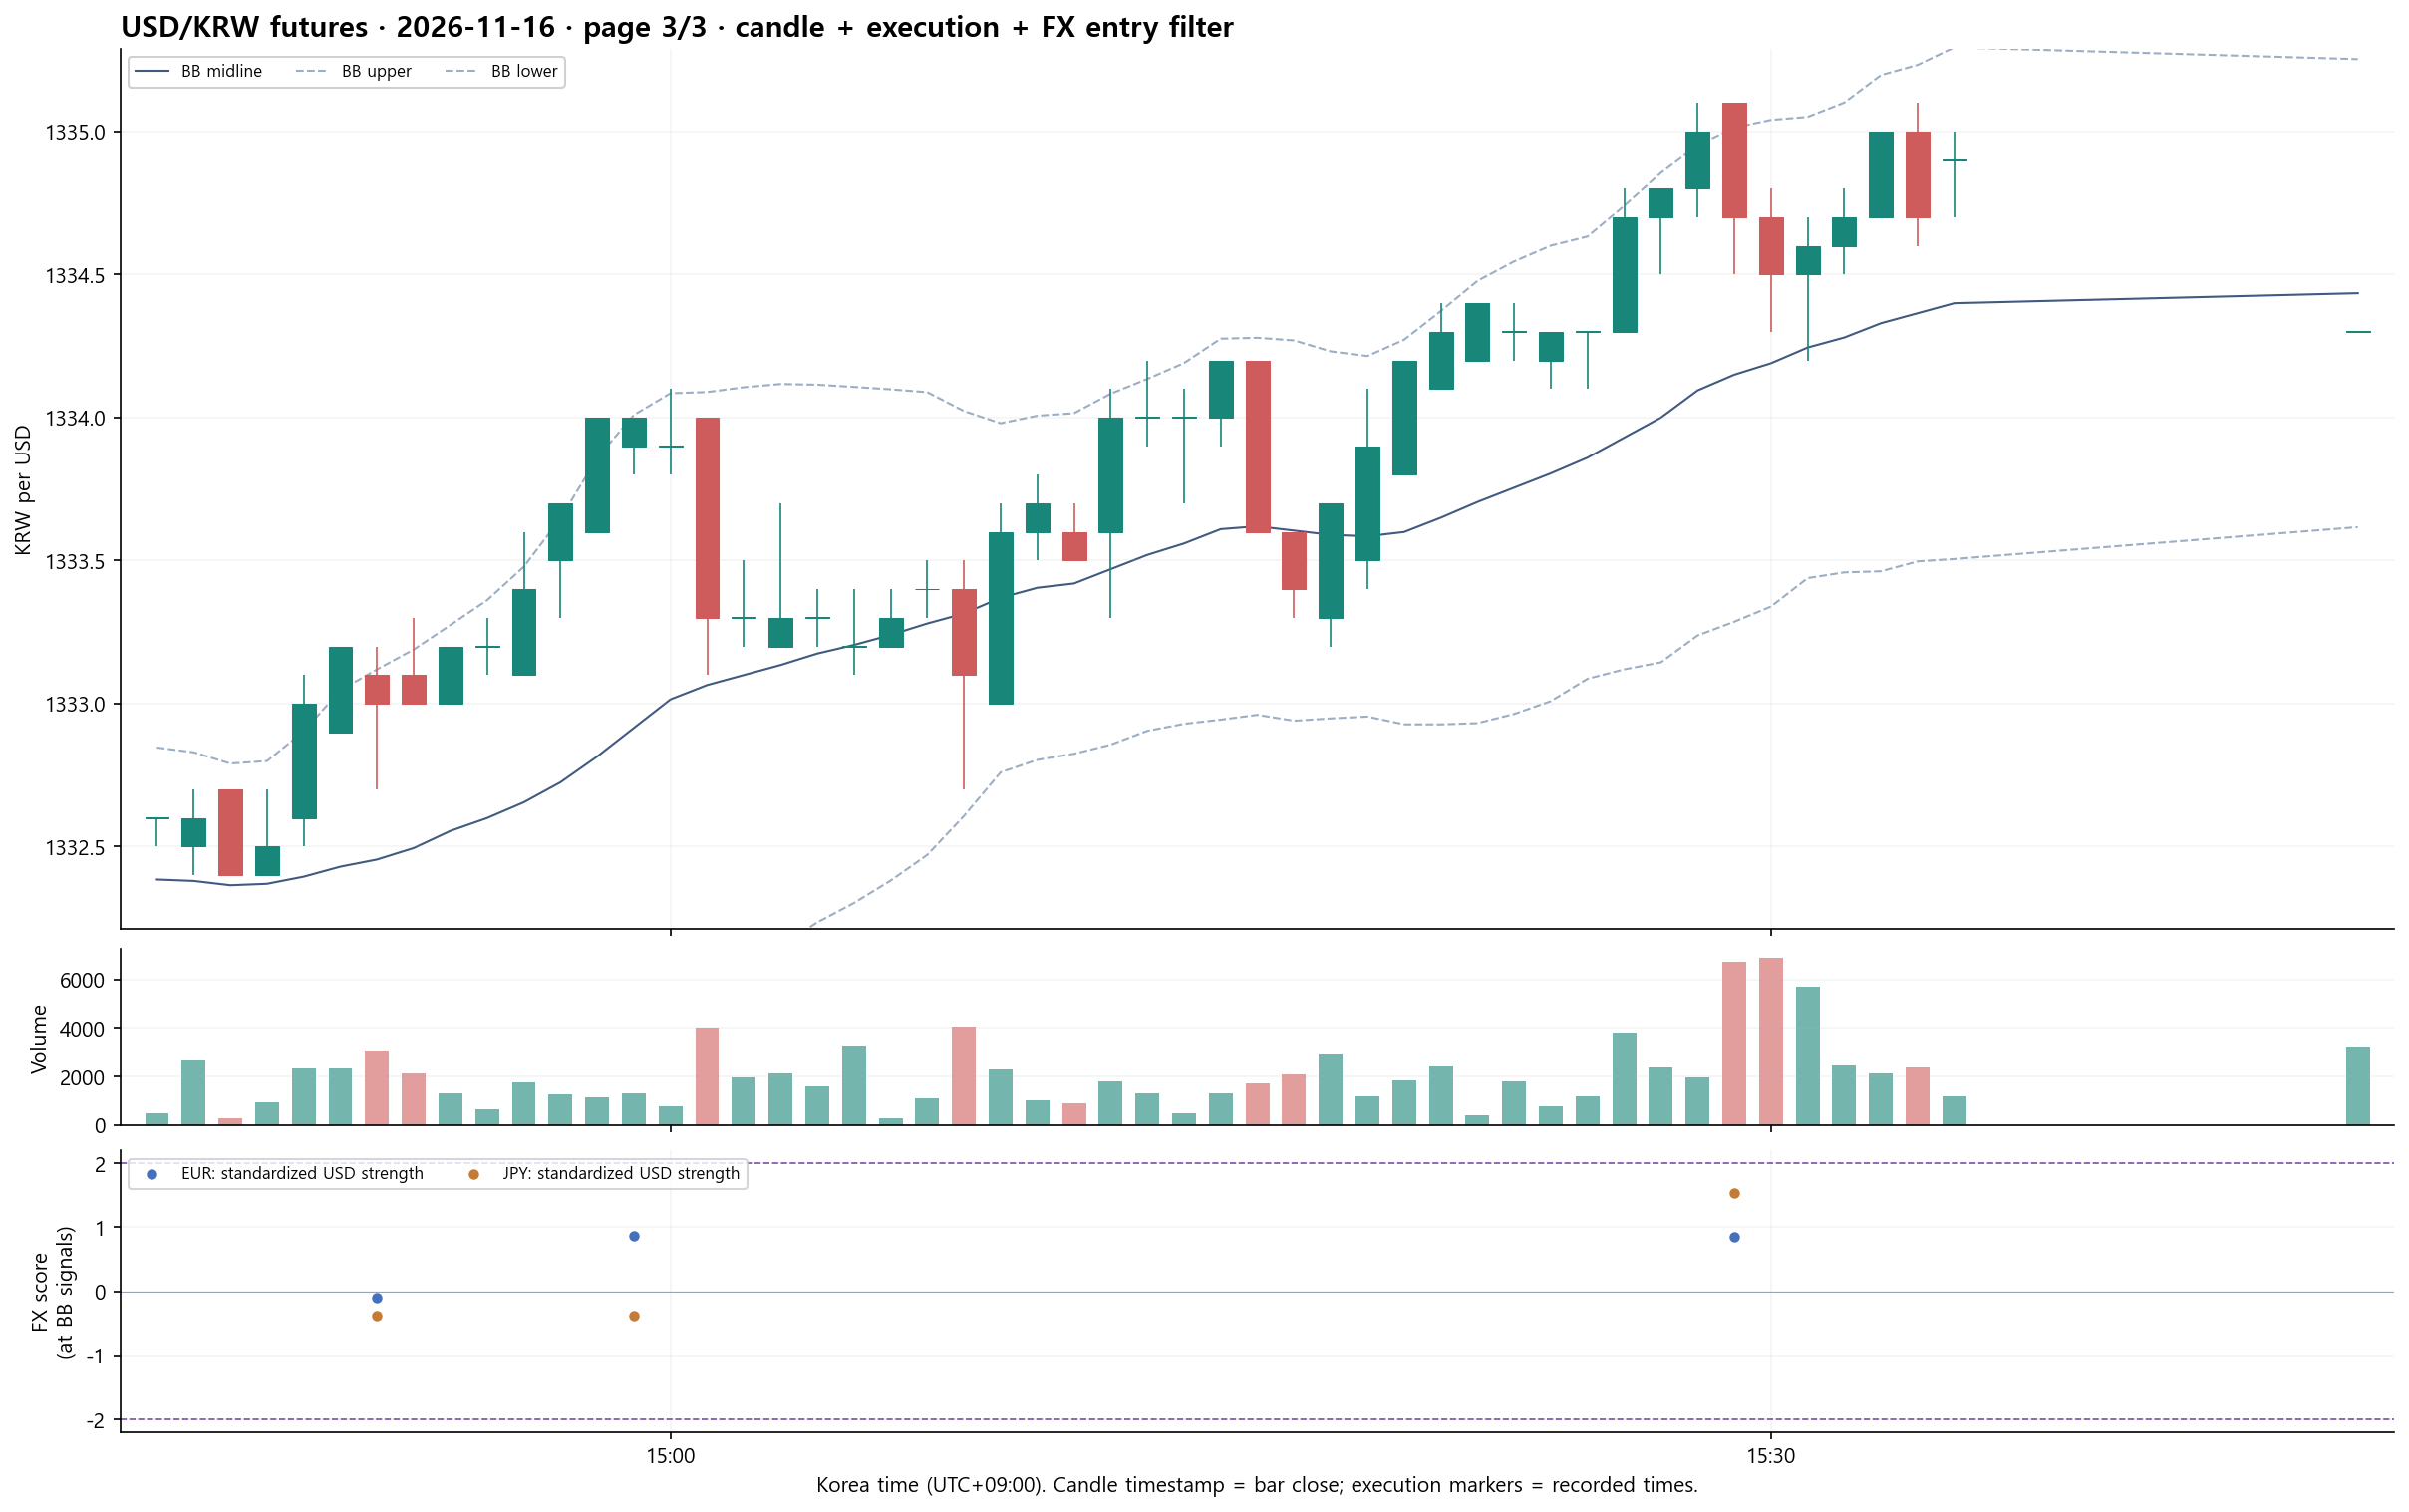 USD/KRW futures · 2026-11-16 · page 3/3 · candle + execution + FX entry filter
BB midline BB upper BB lower
KRW per USD
1335.0
1334.5
1334.0
1333.5
1333.0
1332.5
Volume
6000
4000
2000
0
EUR: standardized USD strength JPY: standardized USD strength
FX score
(at BB signals)
2
1
0
-1
-2
15:00 15:30
Korea time (UTC+09:00). Candle timestamp = bar close; execution markers = recorded times.